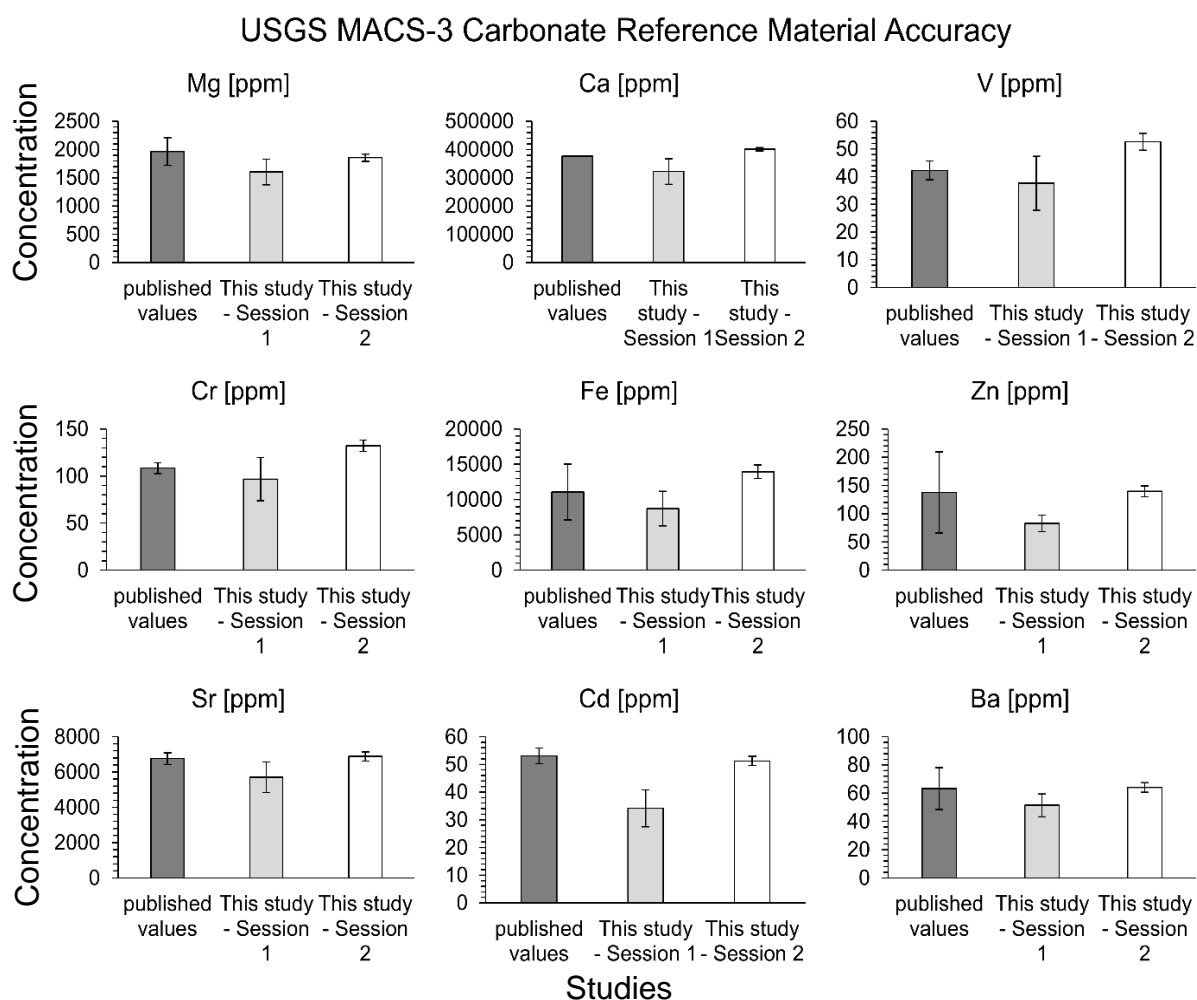 USGS MACS-3 Carbonate Reference Material Accuracy
Mg [ppm]
Concentration
2500
2000
1500
1000
500
0
published values
This study - Session 1
This study - Session 2
Ca [ppm]
500000
400000
300000
200000
100000
0
published values
This study - Session 1
This study - Session 2
V [ppm]
60
50
40
30
20
10
0
published values
This study - Session 1
This study - Session 2
Cr [ppm]
Concentration
150
100
50
0
published values
This study - Session 1
This study - Session 2
Fe [ppm]
20000
15000
10000
5000
0
published values
This study - Session 1
This study - Session 2
Zn [ppm]
250
200
150
100
50
0
published values
This study - Session 1
This study - Session 2
Sr [ppm]
Concentration
8000
6000
4000
2000
0
published values
This study - Session 1
This study - Session 2
Cd [ppm]
60
50
40
30
20
10
0
published values
This study - Session 1
This study - Session 2
Ba [ppm]
100
80
60
40
20
0
published values
This study - Session 1
This study - Session 2
Studies